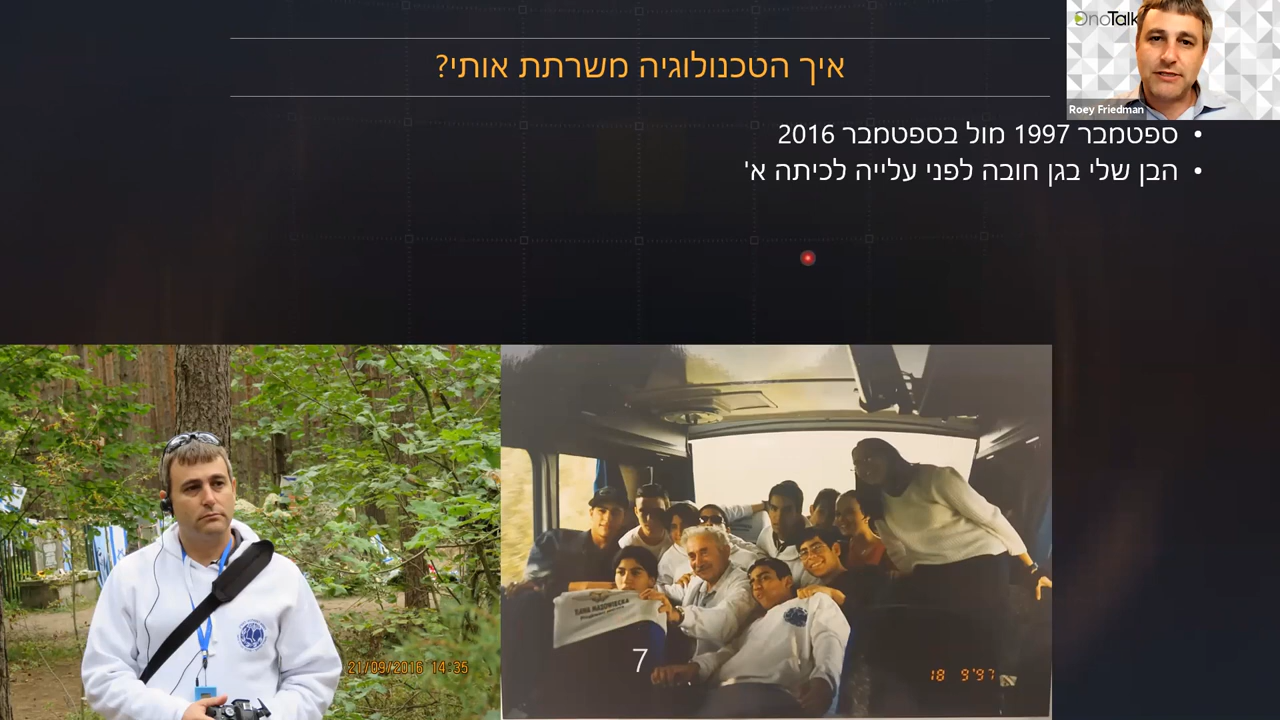 איך הטכנולוגיה משרתת אותי?
OnoTalk
Roey Friedman
• ספטמבר 1997 מול בספטמבר 2016
• הבן שלי בגן חובה לפני עלייה לכיתה א'
21/09/2016 14:35
7
18 9'97